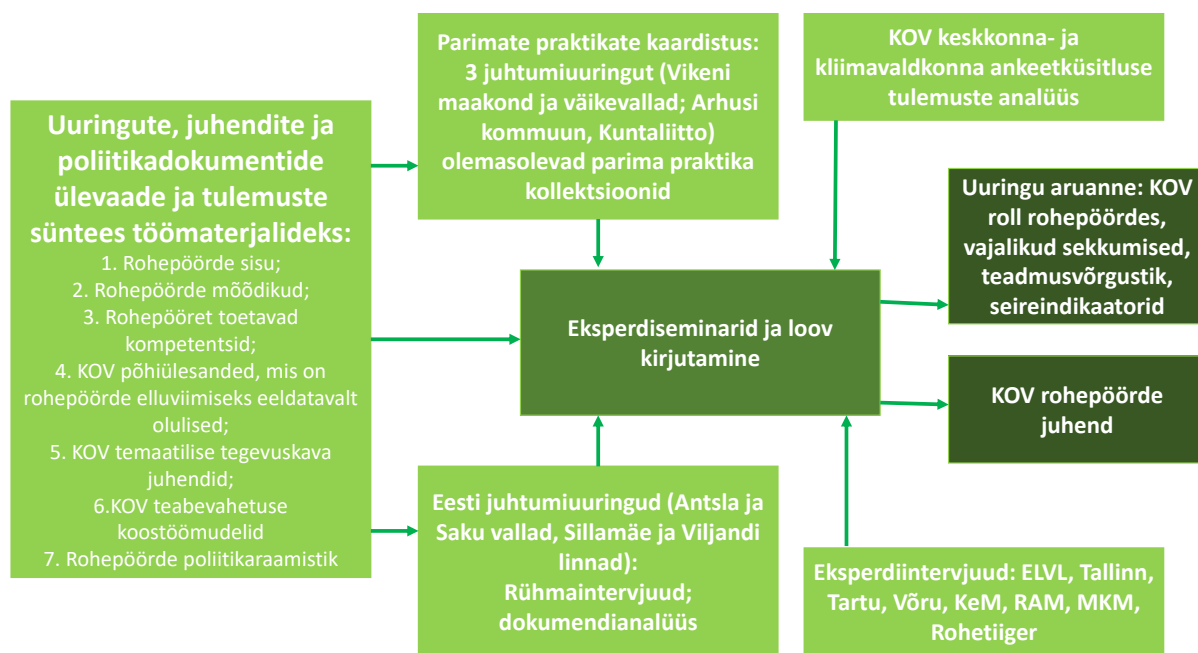 Uuringute, juhendite ja
poliitikadokumentide
ülevaade ja tulemuste
süntees töömaterjalideks:
1. Rohepöörde sisu;
2. Rohepöörde mõõdikud;
3. Rohepööret toetavad
kompetentsid;
4. KOV põhiülesanded, mis on
rohepöörde elluviimiseks eeldatavalt
olulised;
5. KOV temaatilise tegevuskava
juhendid;
6.KOV teabevahetuse
koostöömudelid
7. Rohepöörde poliitikaraamistik
Parimate praktikate kaardistus:
3 juhtumiuuringut (Vikeni
maakond ja väikevallad; Arhusi
kommuun, Kuntaliitto)
olemasolevad parima praktika
kollektsioonid
Eksperdiseminarid ja loov
kirjutamine
Eesti juhtumiuuringud (Antsla ja
Saku vallad, Sillamäe ja Viljandi
linnad):
Rühmaintervjuud;
dokumendianalüüs
KOV keskkonna- ja
kliimavaldkonna ankeetküsitluse
tulemuste analüüs
Uuringu aruanne: KOV
roll rohepöördes,
vajalikud sekkumised,
teadmusvõrgustik,
seireindikaatorid
KOV rohepöörde
juhend
Eksperdiintervjuud: ELVL, Tallinn,
Tartu, Võru, KeM, RAM, MKM,
Rohetiiger